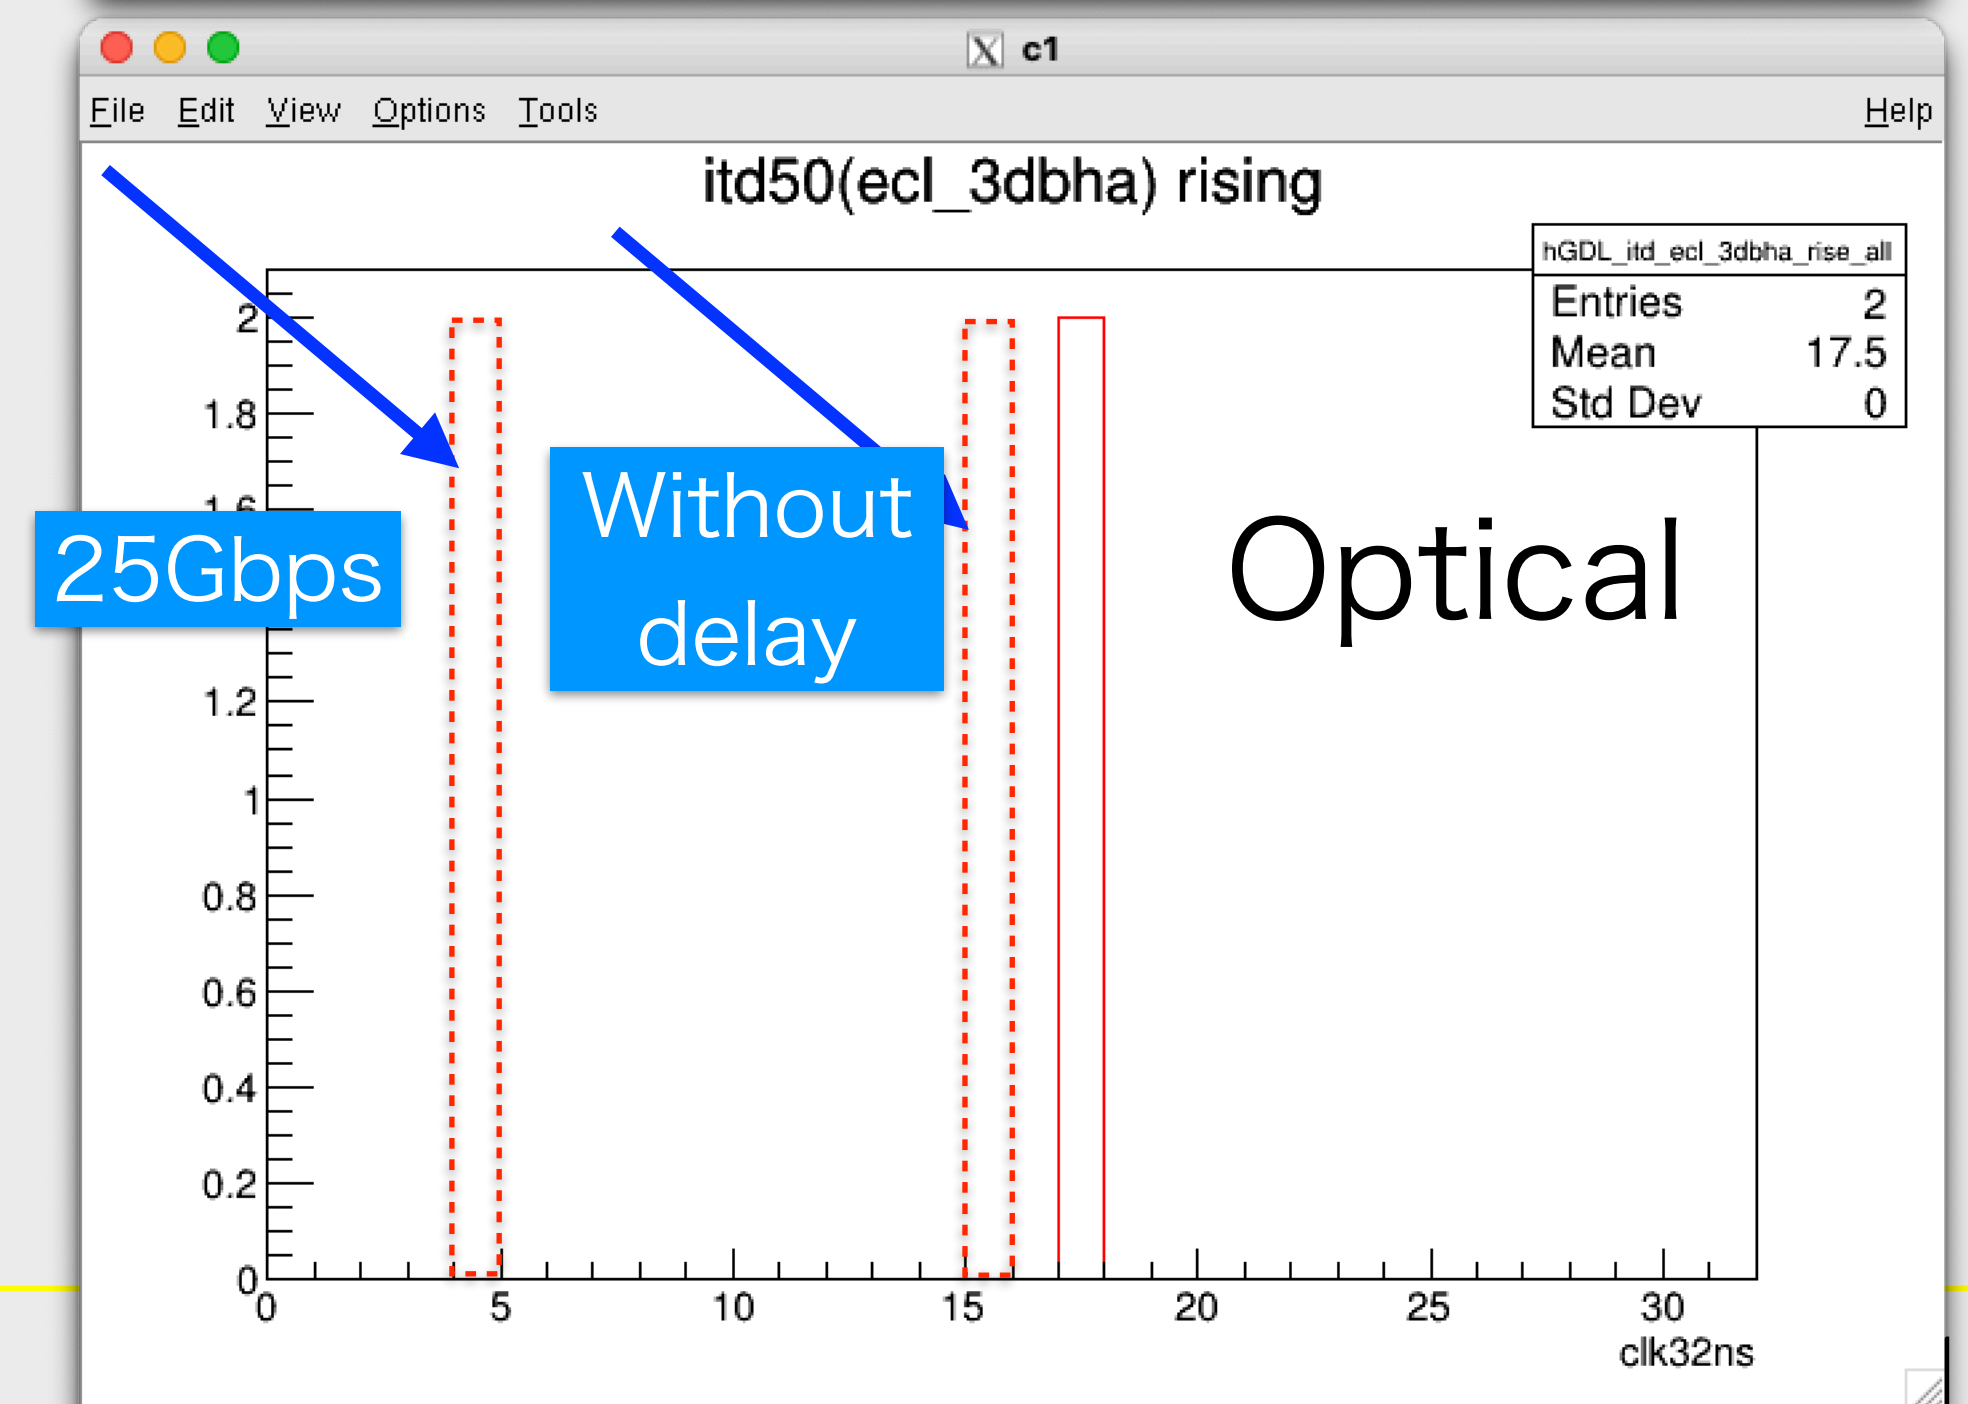 c1
File Edit View Options Tools Help
itd50(ecl_3dbha) rising
hGDL_itd_ecl_3dbha_rise_all
Entries 2
Mean 17.5
Std Dev 0
25Gbps
Without
delay
Optical
2
1.8
1.6
1.2
1
0.8
0.6
0.4
0.2
0
0 5 10 15 20 25 30
clk32ns